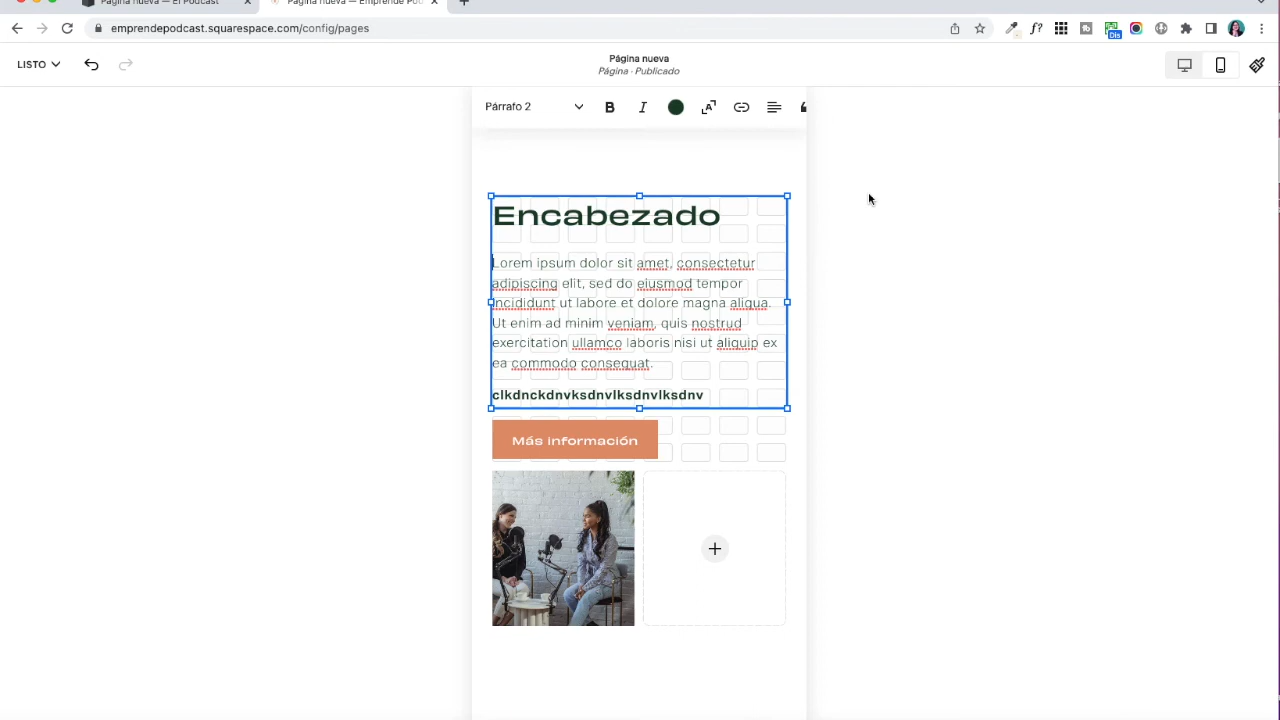 Página nueva — El Podcast
Página nueva — Emprende Po
emprendepodcast.squarespace.com/config/pages
Dis
LISTO
Página nueva
Página · Publicado
Párrafo 2
B I
Encabezado
Lorem ipsum dolor sit amet, consectetur
adipiscing elit, sed do eiusmod tempor
incididunt ut labore et dolore magna aliqua.
Ut enim ad minim veniam, quis nostrud
exercitation ullamco laboris nisi ut aliquip ex
ea commodo consequat.
clkdnckdnvksdnvlksdnvlksdnv
Más información